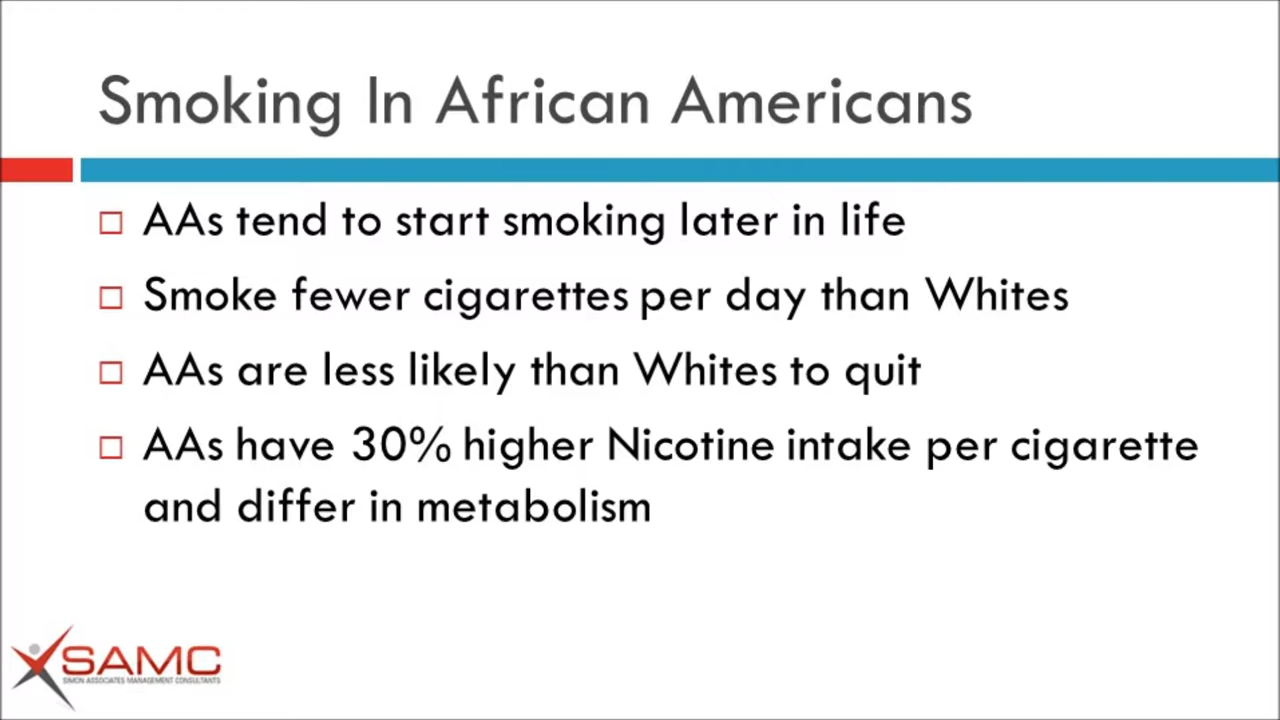 Smoking In African Americans
AAs tend to start smoking later in life
Smoke fewer cigarettes per day than Whites
AAs are less likely than Whites to quit
AAs have 30% higher Nicotine intake per cigarette
and differ in metabolism
SAMC
SIMON ASSOCIATES MANAGEMENT CONSULTANTS